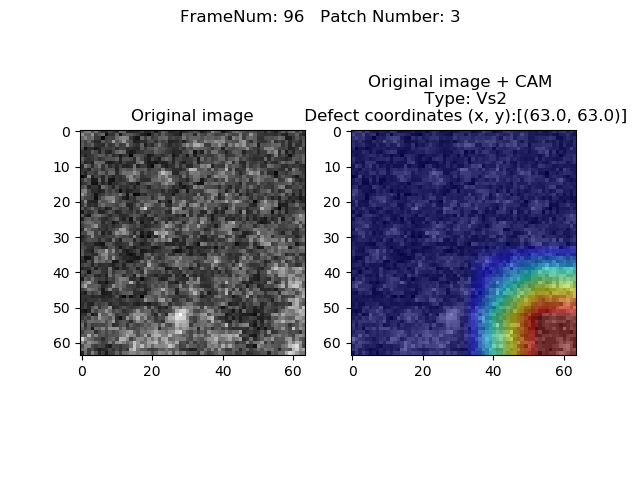 FrameNum: 96   Patch Number: 3
Original image
0
10
20
30
40
50
60
0 20 40 60
Original image + CAM
Type: Vs2
Defect coordinates (x, y):[(63.0, 63.0)]
0
10
20
30
40
50
60
0 20 40 60